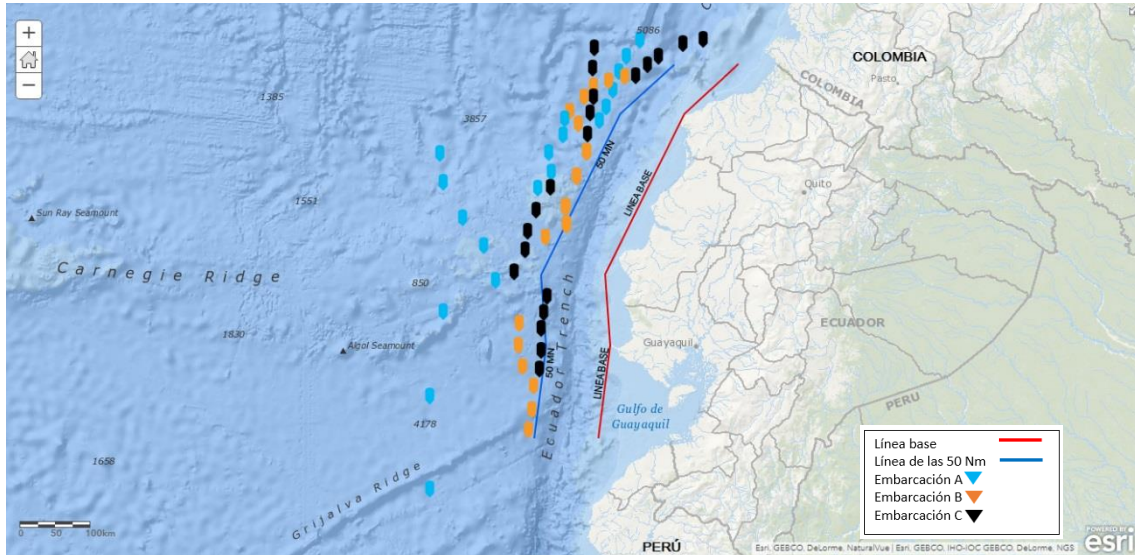 +
−
C
5086
COLOMBIA
Pasto
COLOMBIA
1385
3857
50 MN
LINEA BASE
Quito
1551
Sun Ray Seamount
Carnegie Ridge
850
1830
Algol Seamount
Ecuador Trench
50 MN
LINEA BASE
Guayaquil
ECUADOR
PERU
Gulfo de
Guayaquil
4178
1658
Grijalva Ridge
Línea base
Línea de las 50 Nm
Embarcación A
Embarcación B
Embarcación C
0 50 100km
PERÚ
Esri, GEBCO, DeLorme, NaturalVue | Esri, GEBCO, IHO-IOC GEBCO, DeLorme, NGS
POWERED BY
esri